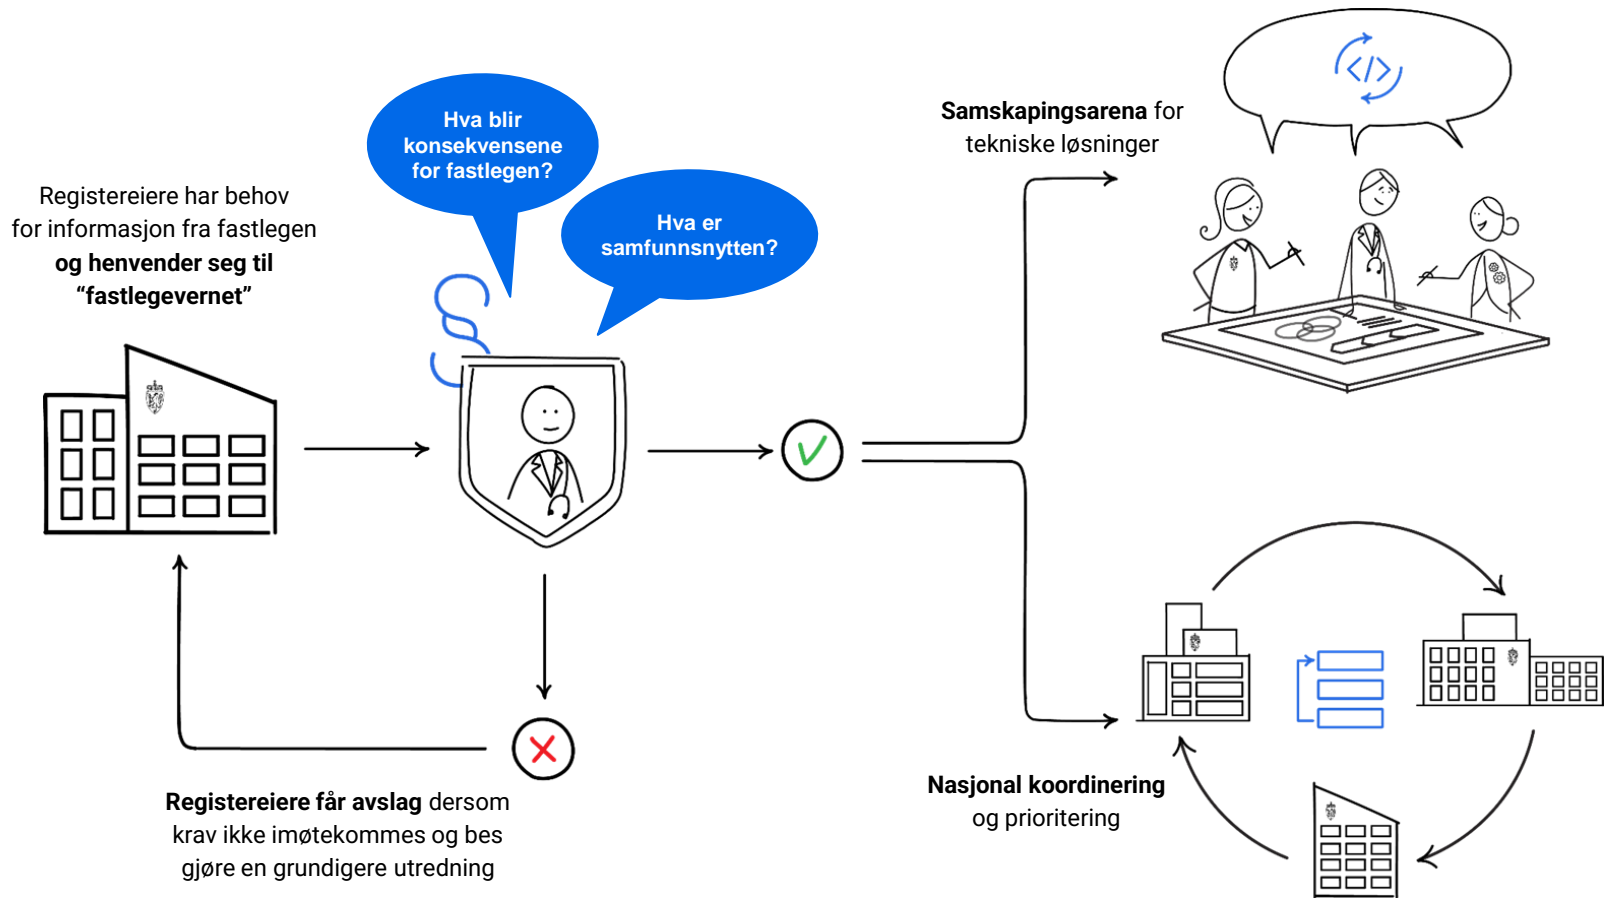 Registereiere har behov
for informasjon fra fastlegen
og henvender seg til
“fastlegevernet”
Hva blir
konsekvensene
for fastlegen?
Hva er
samfunnsnytten?
Registereiere får avslag dersom
krav ikke imøtekommes og bes
gjøre en grundigere utredning
Samskapingsarena for
tekniske løsninger
</>
Nasjonal koordinering
og prioritering